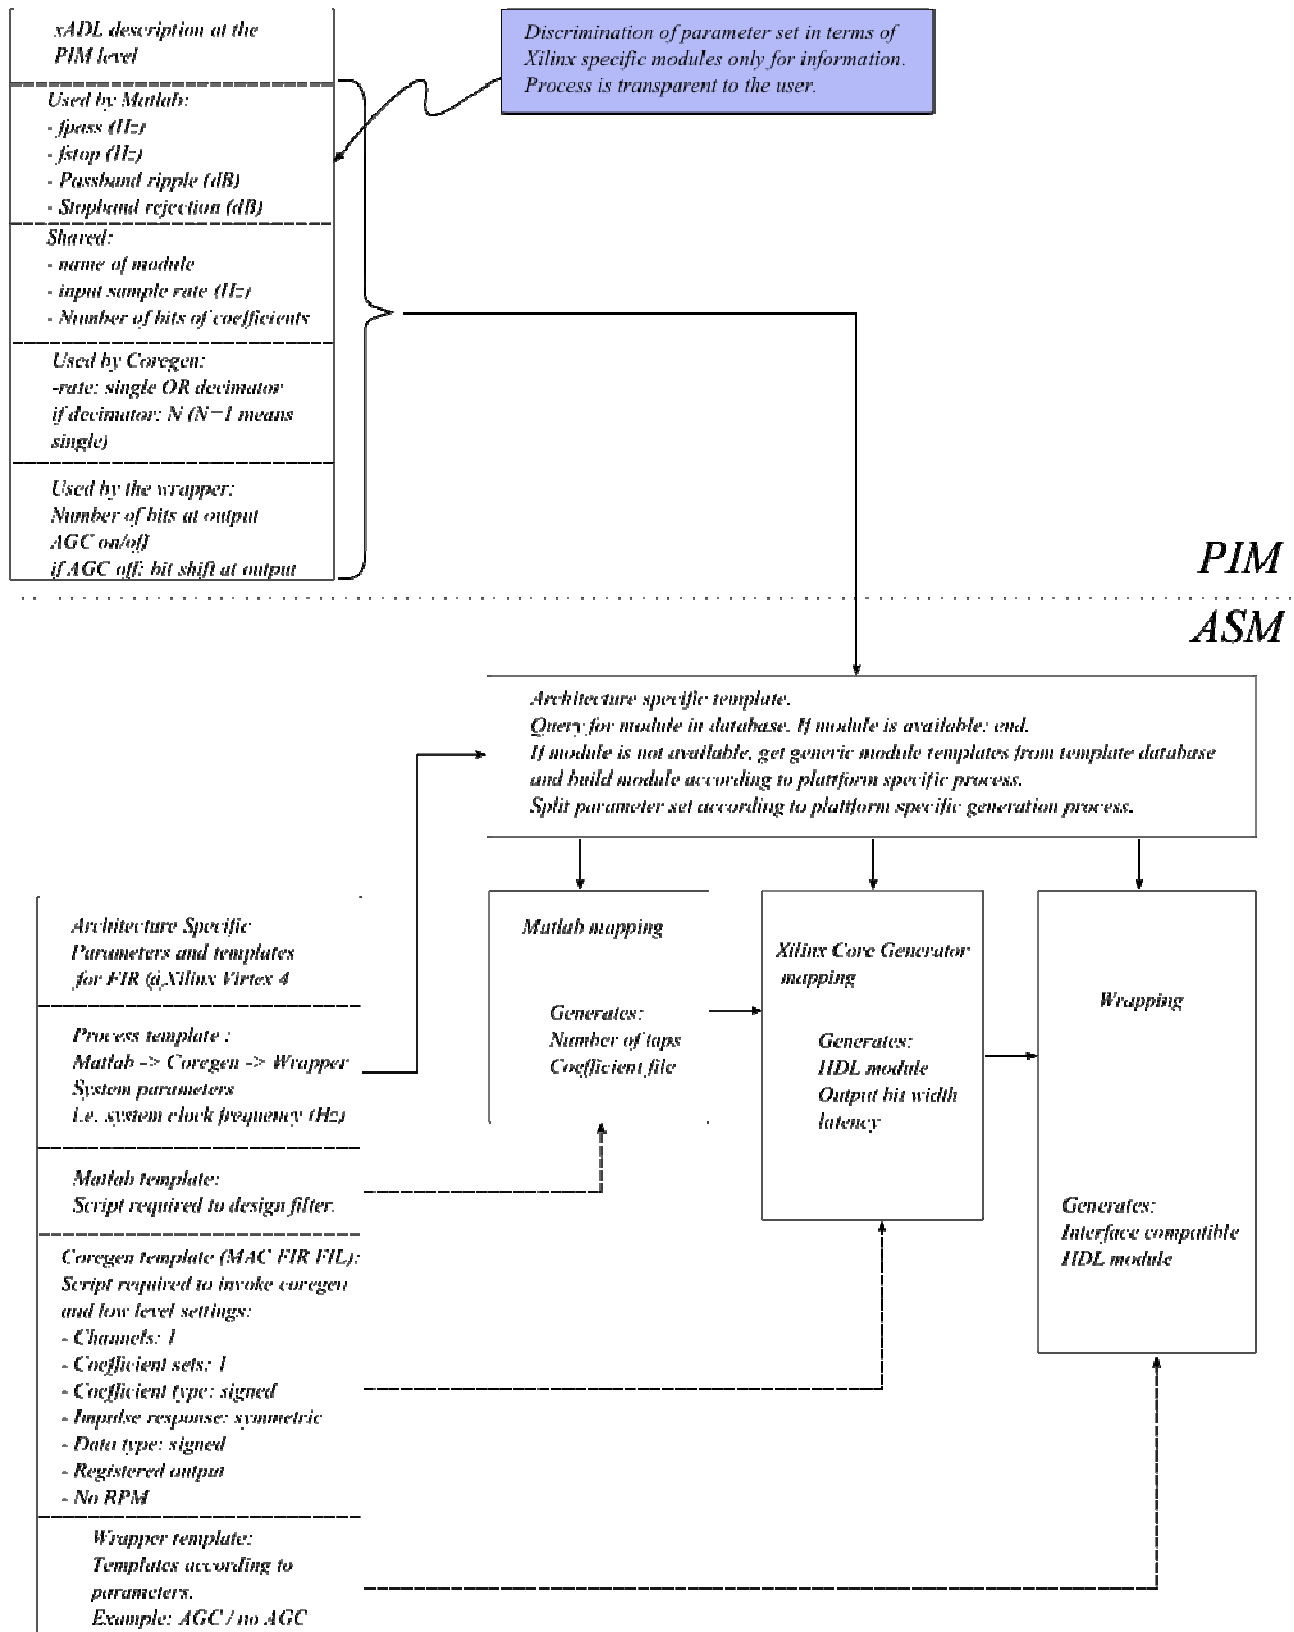 xADL description at the
PIM level
Discrimination of parameter set in terms of
Xilinx specific modules only for information.
Process is transparent to the user.
Used by Matlab:
- fpass (Hz)
- fstop (Hz)
- Passband ripple (dB)
- Stopband rejection (dB)
Shared:
- name of module
- input sample rate (Hz)
- Number of bits of coefficients
Used by Coregen:
-rate: single OR decimator
if decimator: N (N=1 means
single)
Used by the wrapper:
Number of bits at output
AGC on/off
if AGC off: bit shift at output
PIM
ASM
Architecture specific template.
Query for module in database. If module is available: end.
If module is not available, get generic module templates from template database
and build module according to plattform specific process.
Split parameter set according to plattform specific generation process.
Architecture Specific
Parameters and templates
for FIR @ Xilinx Virtex 4
Process template :
Matlab -> Coregen -> Wrapper
System parameters
i.e. system clock frequency (Hz)
Matlab template:
Script required to design filter.
Coregen template (MAC FIR FIL):
Script required to invoke coregen
and low level settings:
- Channels: 1
- Coefficient sets: 1
- Coefficient type: signed
- Impulse response: symmetric
- Data type: signed
- Registered output
- No RPM
Wrapper template:
Templates according to
parameters.
Example: AGC / no AGC
Matlab mapping
Generates:
Number of taps
Coefficient file
Xilinx Core Generator
mapping
Generates:
HDL module
Output bit width
latency
Wrapping
Generates:
Interface compatible
HDL module